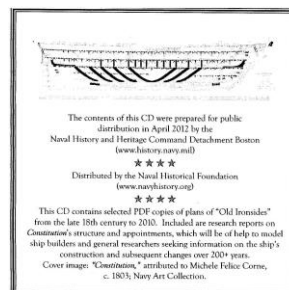 The contents of this CD were prepared for public
distribution in April 2012 by the
Naval History and Heritage Command Detachment Boston
(www.history.navy.mil)
Distributed by the Naval Historical Foundation
(www.navyhistory.org)
This CD contains selected PDF copies of plans of "Old Ironsides"
from the late 18th century to 2010. Included are research reports on
Constitution's structure and appointments, which will be of help to model
ship builders and general researchers seeking information on the ship's
construction and subsequent changes over 200+ years.
Cover image: "Constitution," attributed to Michele Felice Corne,
c. 1803; Navy Art Collection.